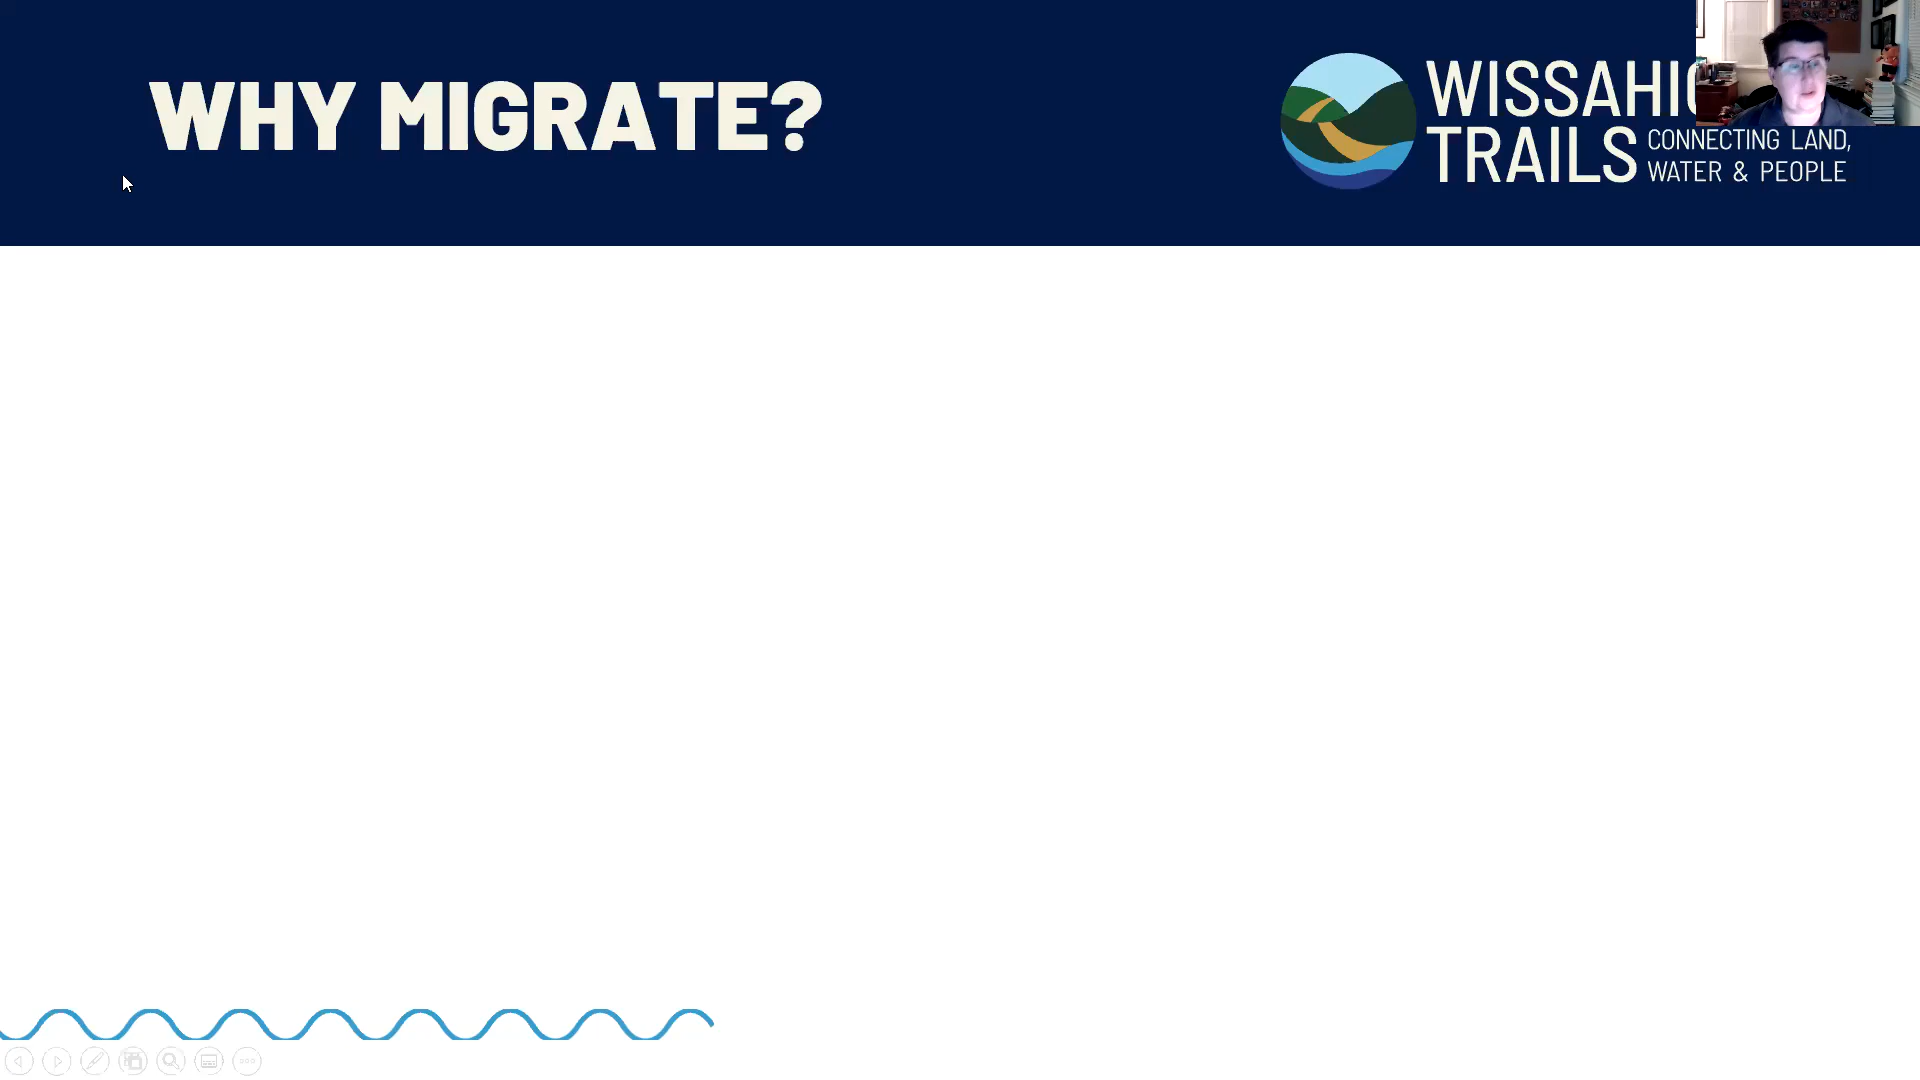 WHY MIGRATE?
WISSAHIC
TRAILS
CONNECTING LAND,
WATER & PEOPLE